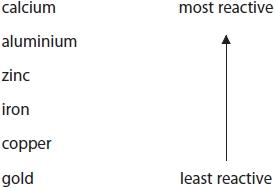 calcium most reactive
aluminium
zinc
iron
copper
gold least reactive